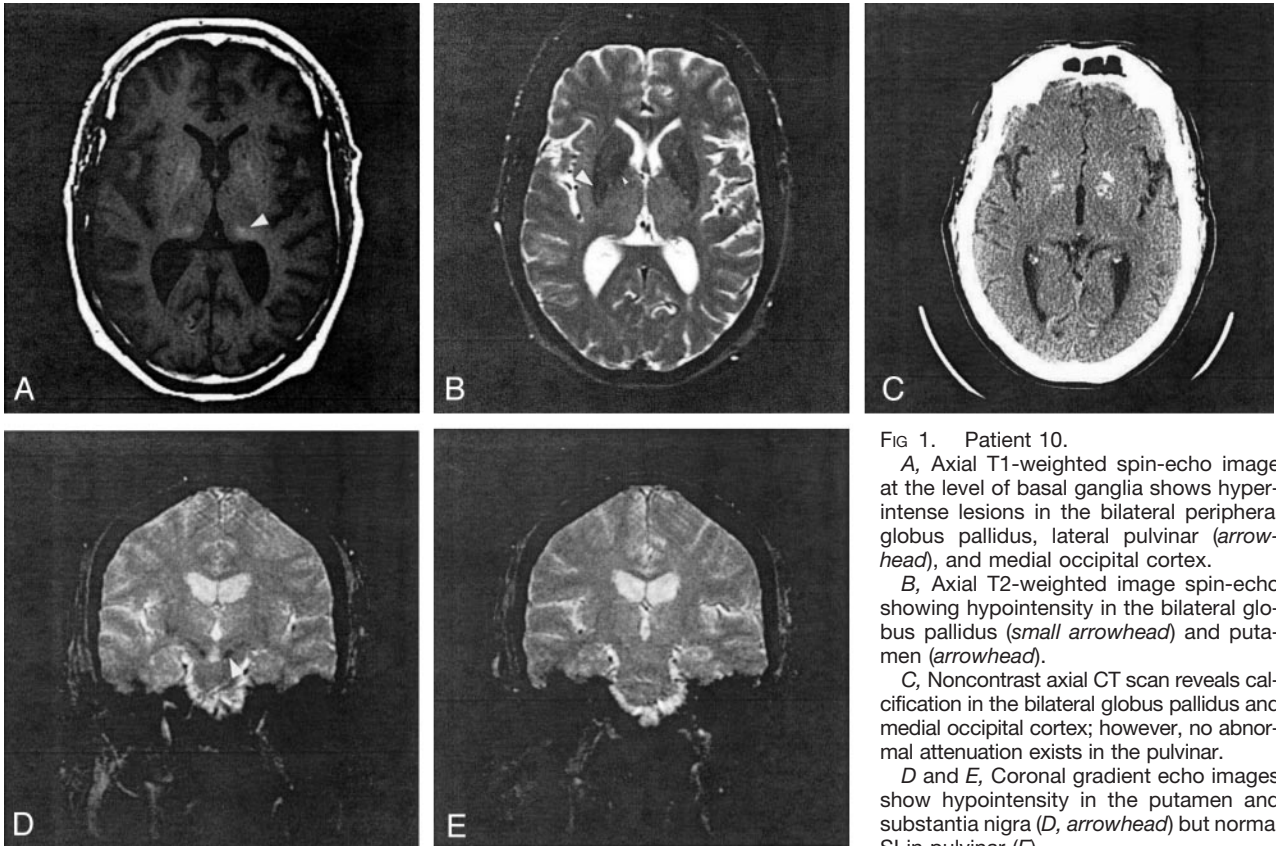 A
B
C
D
E
FIG 1. Patient 10.
A, Axial T1-weighted spin-echo image
at the level of basal ganglia shows hyper-
intense lesions in the bilateral periphera
globus pallidus, lateral pulvinar (arrow-
head), and medial occipital cortex.
B, Axial T2-weighted image spin-echo
showing hypointensity in the bilateral glo-
bus pallidus (small arrowhead) and puta-
men (arrowhead).
C, Noncontrast axial CT scan reveals cal-
cification in the bilateral globus pallidus and
medial occipital cortex; however, no abnor-
mal attenuation exists in the pulvinar.
D and E, Coronal gradient echo images
show hypointensity in the putamen and
substantia nigra (D, arrowhead) but norma
SI in pulvinar (E).